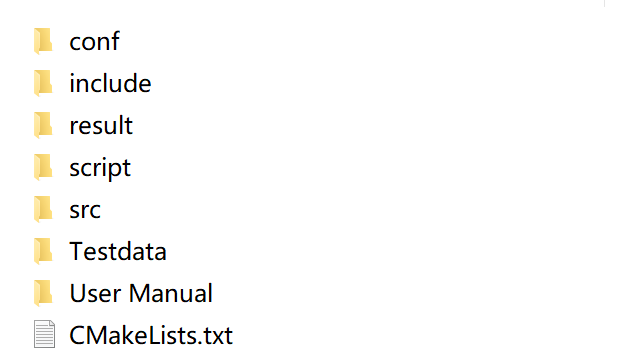 conf
include
result
script
src
Testdata
User Manual
CMakeLists.txt